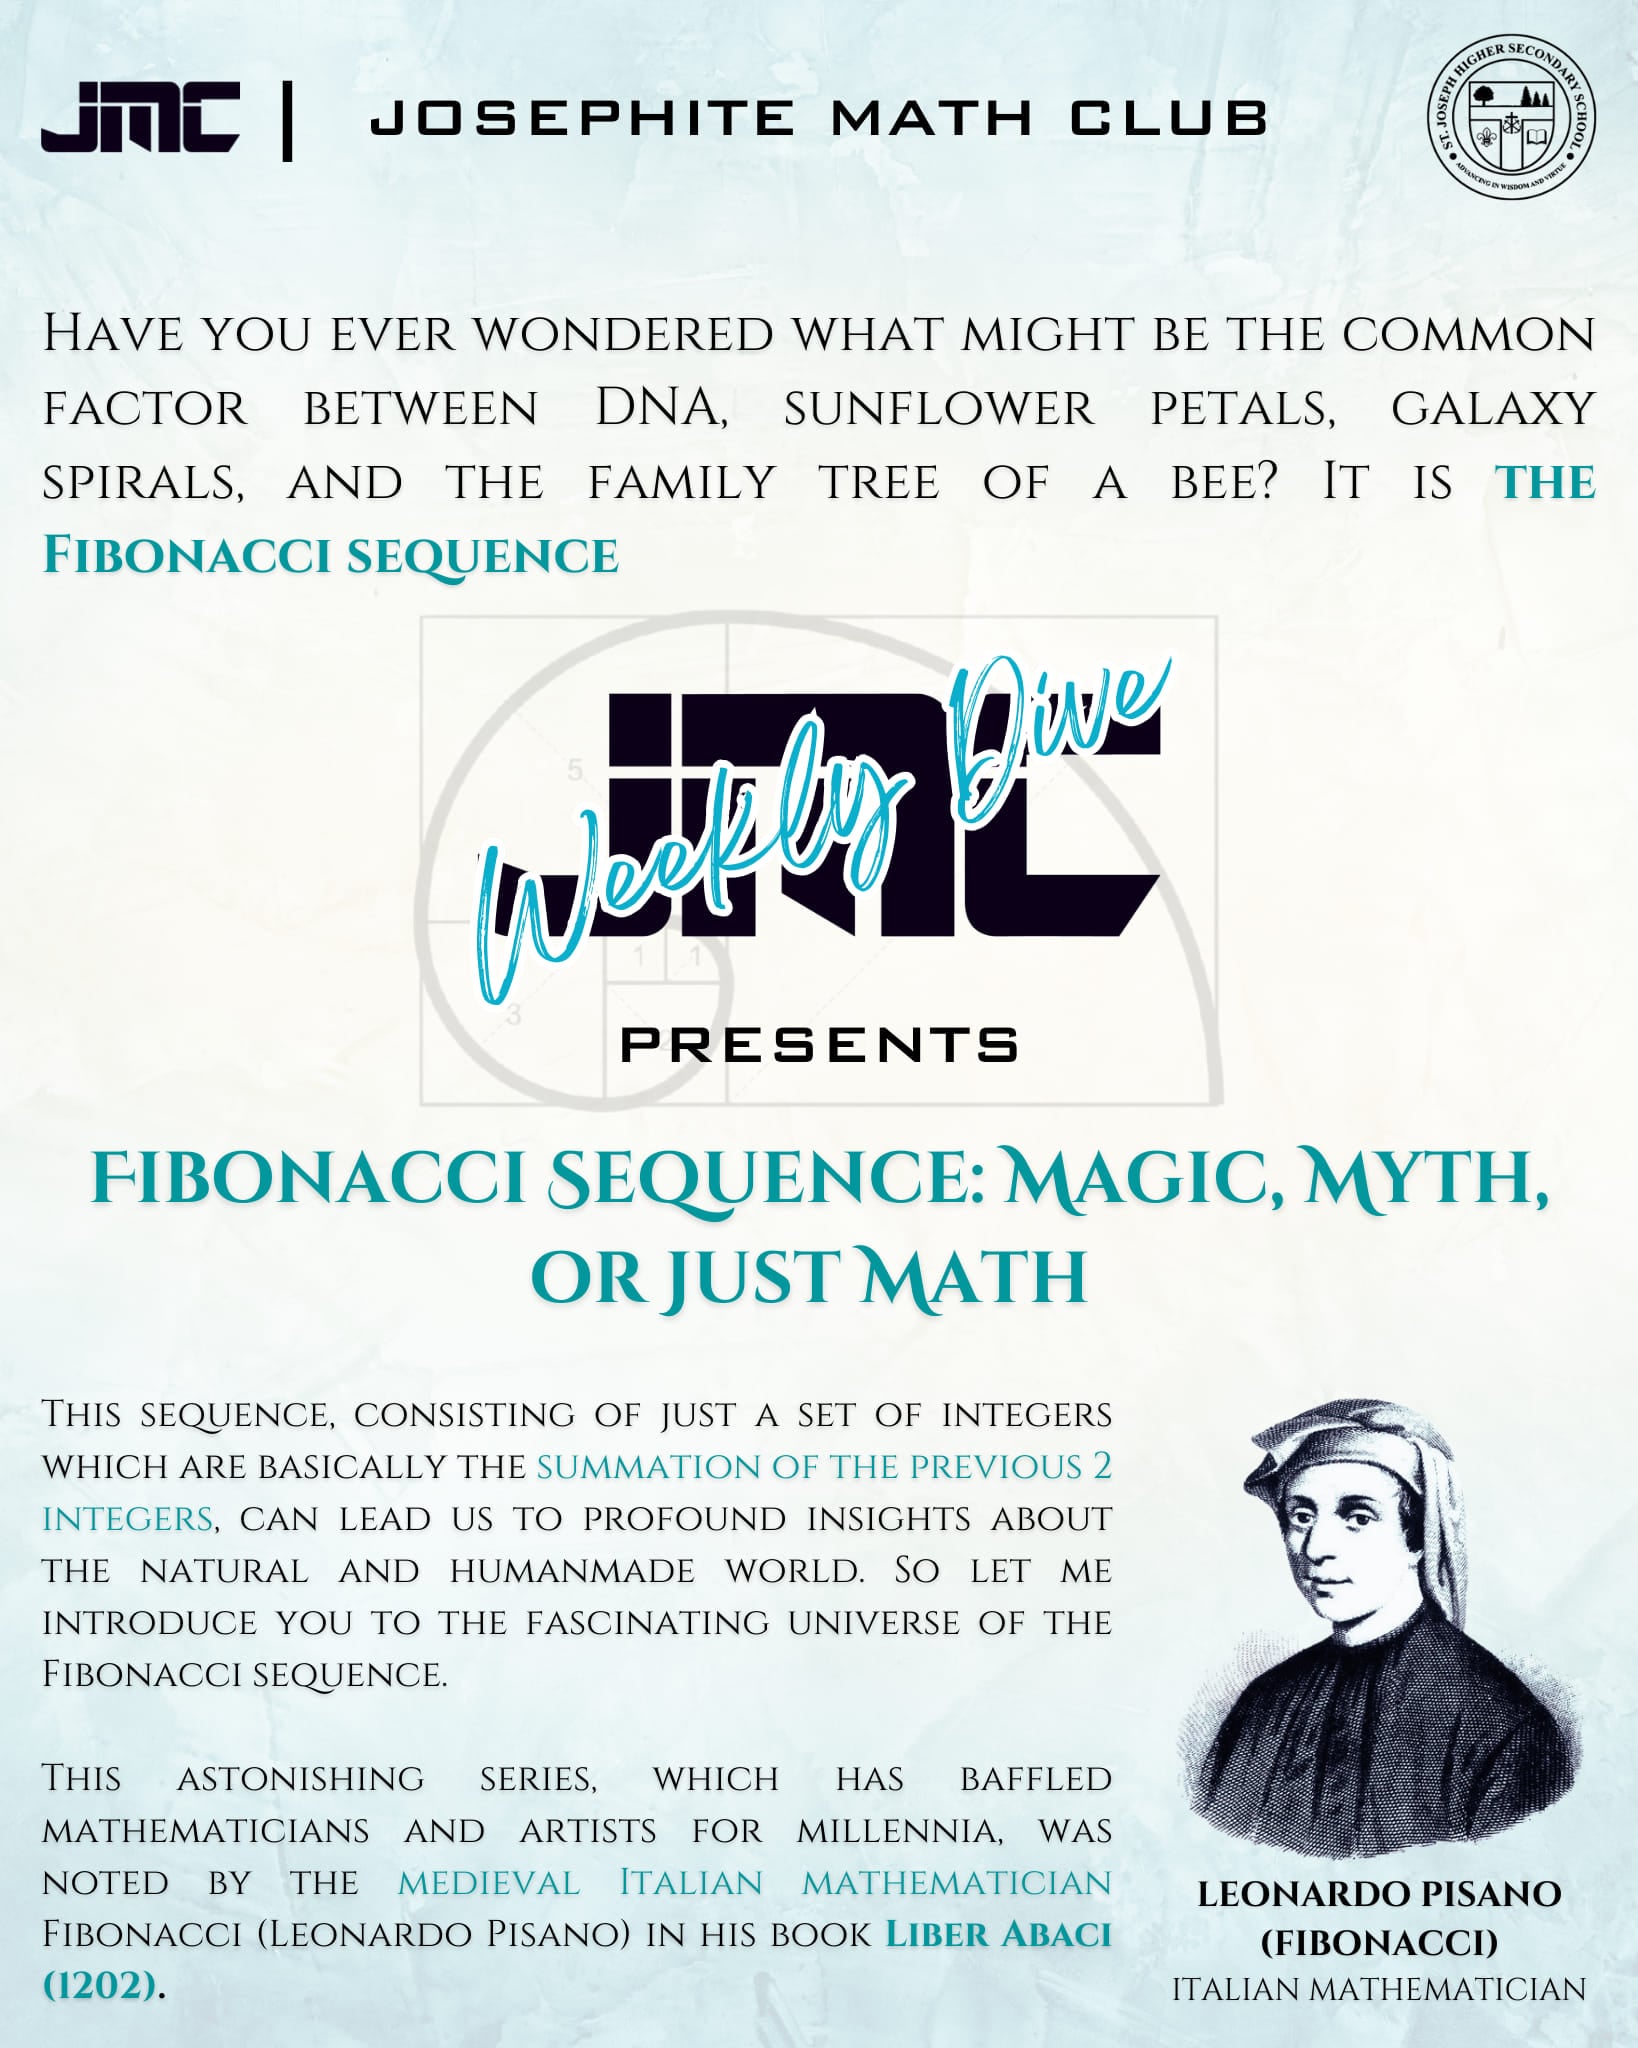 JMC | JOSEPHITE MATH CLUB
ST. JOSEPH HIGHER SECONDARY SCHOOL
ADVANCING IN WISDOM AND VIRTUE
Have you ever wondered what might be the common
factor between DNA, sunflower petals, galaxy
spirals, and the family tree of a bee? It is the
Fibonacci sequence
JMC
Weekly Dive
5
1 1
3
2
PRESENTS
Fibonacci Sequence: Magic, Myth,
or Just Math
This sequence, consisting of just a set of integers
which are basically the summation of the previous 2
integers, can lead us to profound insights about
the natural and humanmade world. So let me
introduce you to the fascinating universe of the
Fibonacci sequence.
This astonishing series, which has baffled
mathematicians and artists for millennia, was
noted by the medieval Italian mathematician
Fibonacci (Leonardo Pisano) in his book Liber Abaci
(1202).
LEONARDO PISANO
(FIBONACCI)
ITALIAN MATHEMATICIAN